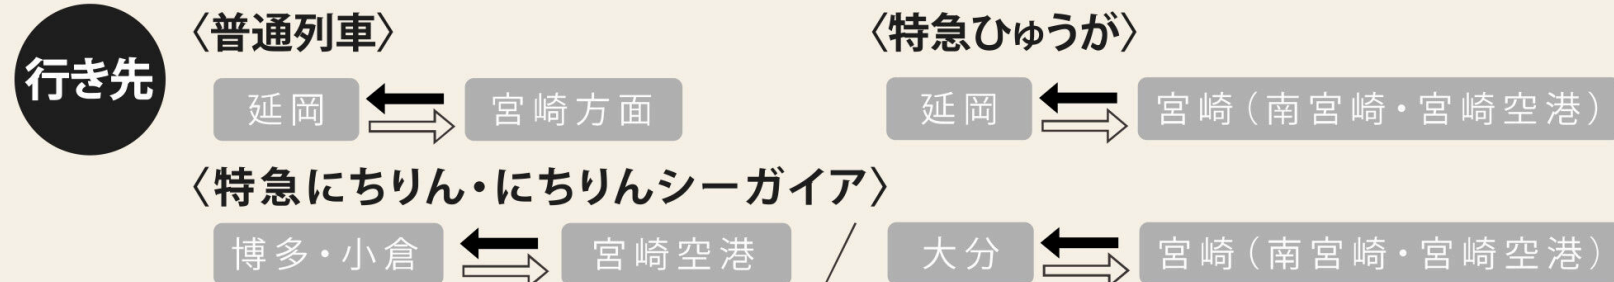 行き先
〈普通列車〉
延岡 宮崎方面
〈特急ひゅうが〉
延岡 宮崎(南宮崎・宮崎空港)
〈特急にちりん・にちりんシーガイア〉
博多・小倉 宮崎空港 / 大分 宮崎(南宮崎・宮崎空港)